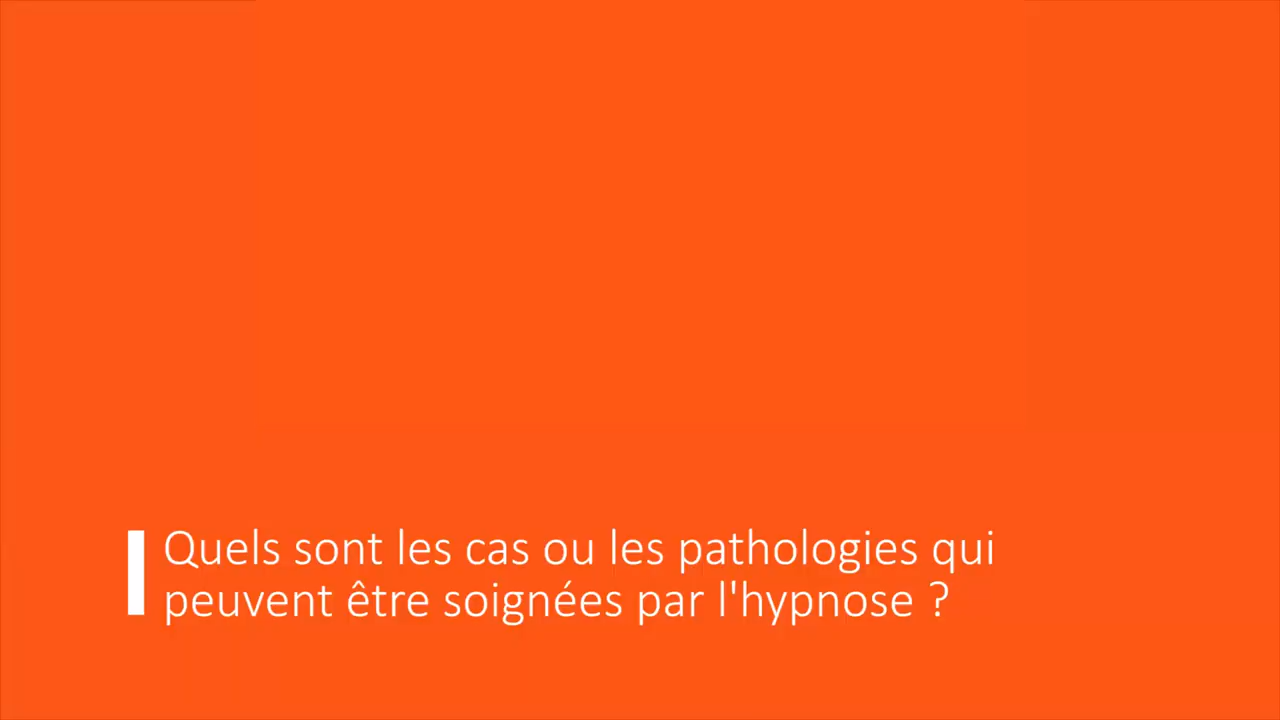 Quels sont les cas ou les pathologies qui
peuvent être soignées par l'hypnose ?